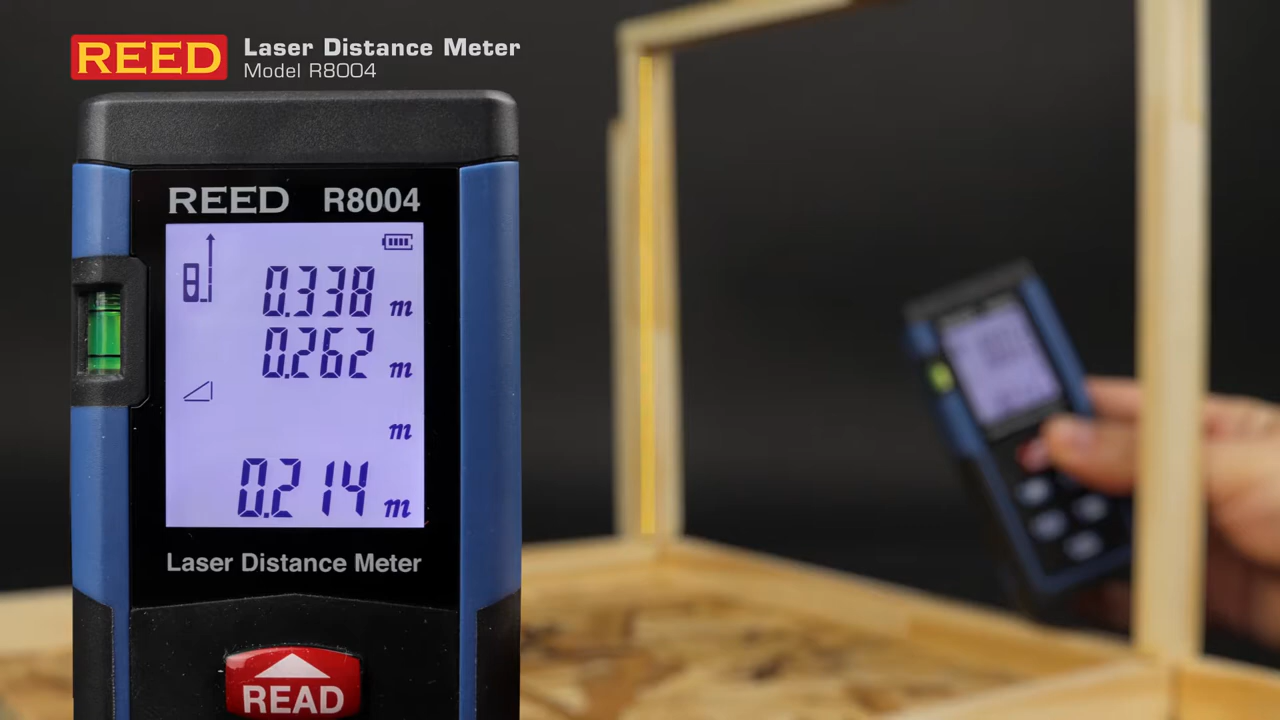 REED
Laser Distance Meter
Model R8004
REED R8004
0.338 m
0.262 m
m
0.214 m
Laser Distance Meter
READ